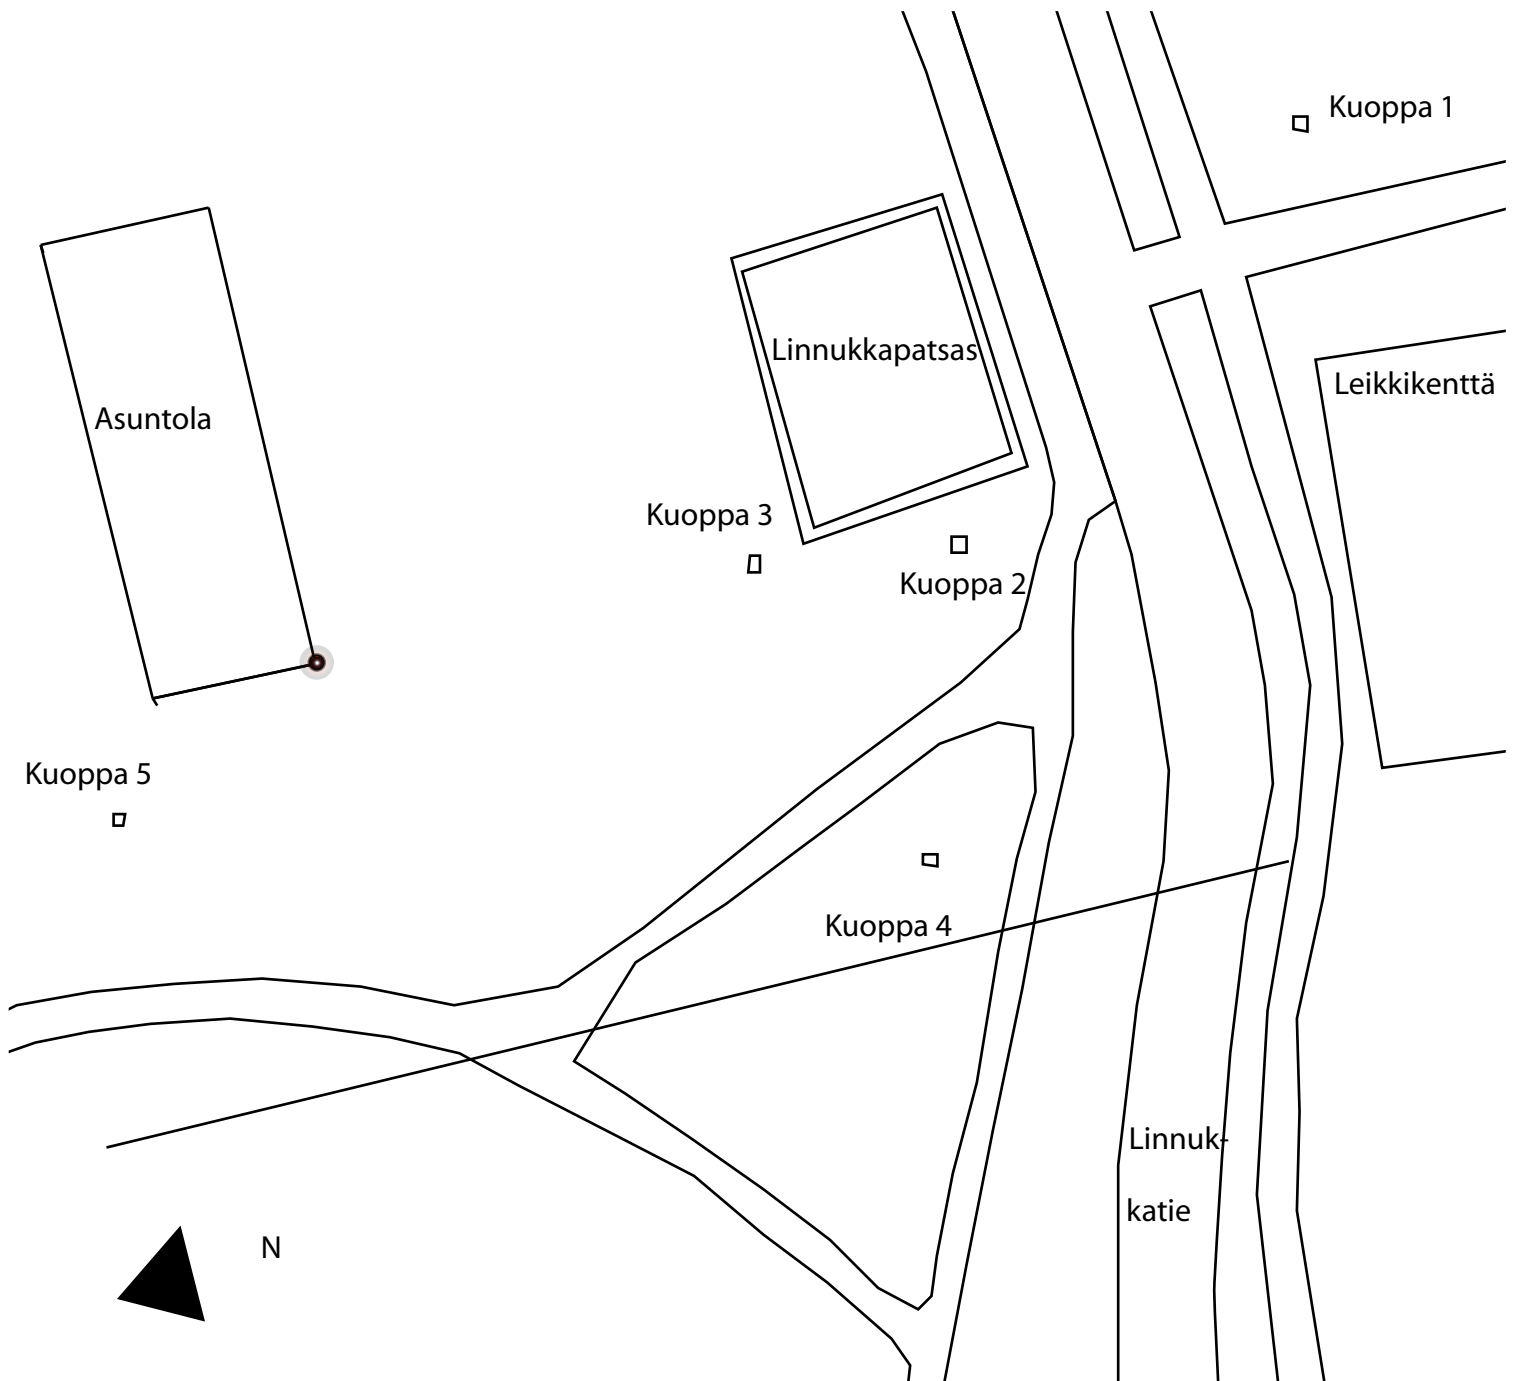 Kuoppa 1
Linnukkapatsas
Leikkikenttä
Asuntola
Kuoppa 3
Kuoppa 2
Kuoppa 5
Kuoppa 4
Linnuk-
katie
N